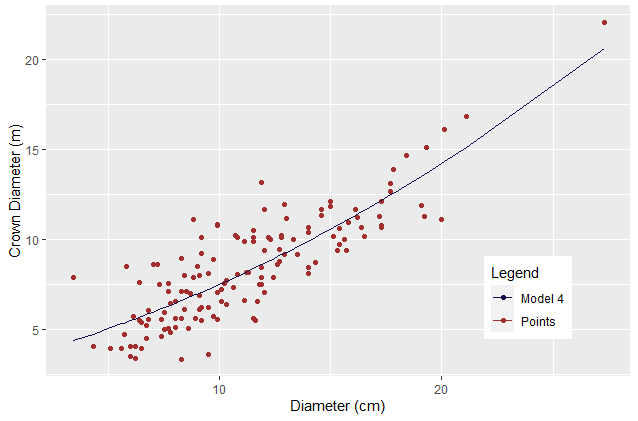 20
15
10
5
Crown Diameter (m)
10
20
Diameter (cm)
Legend
Model 4
Points